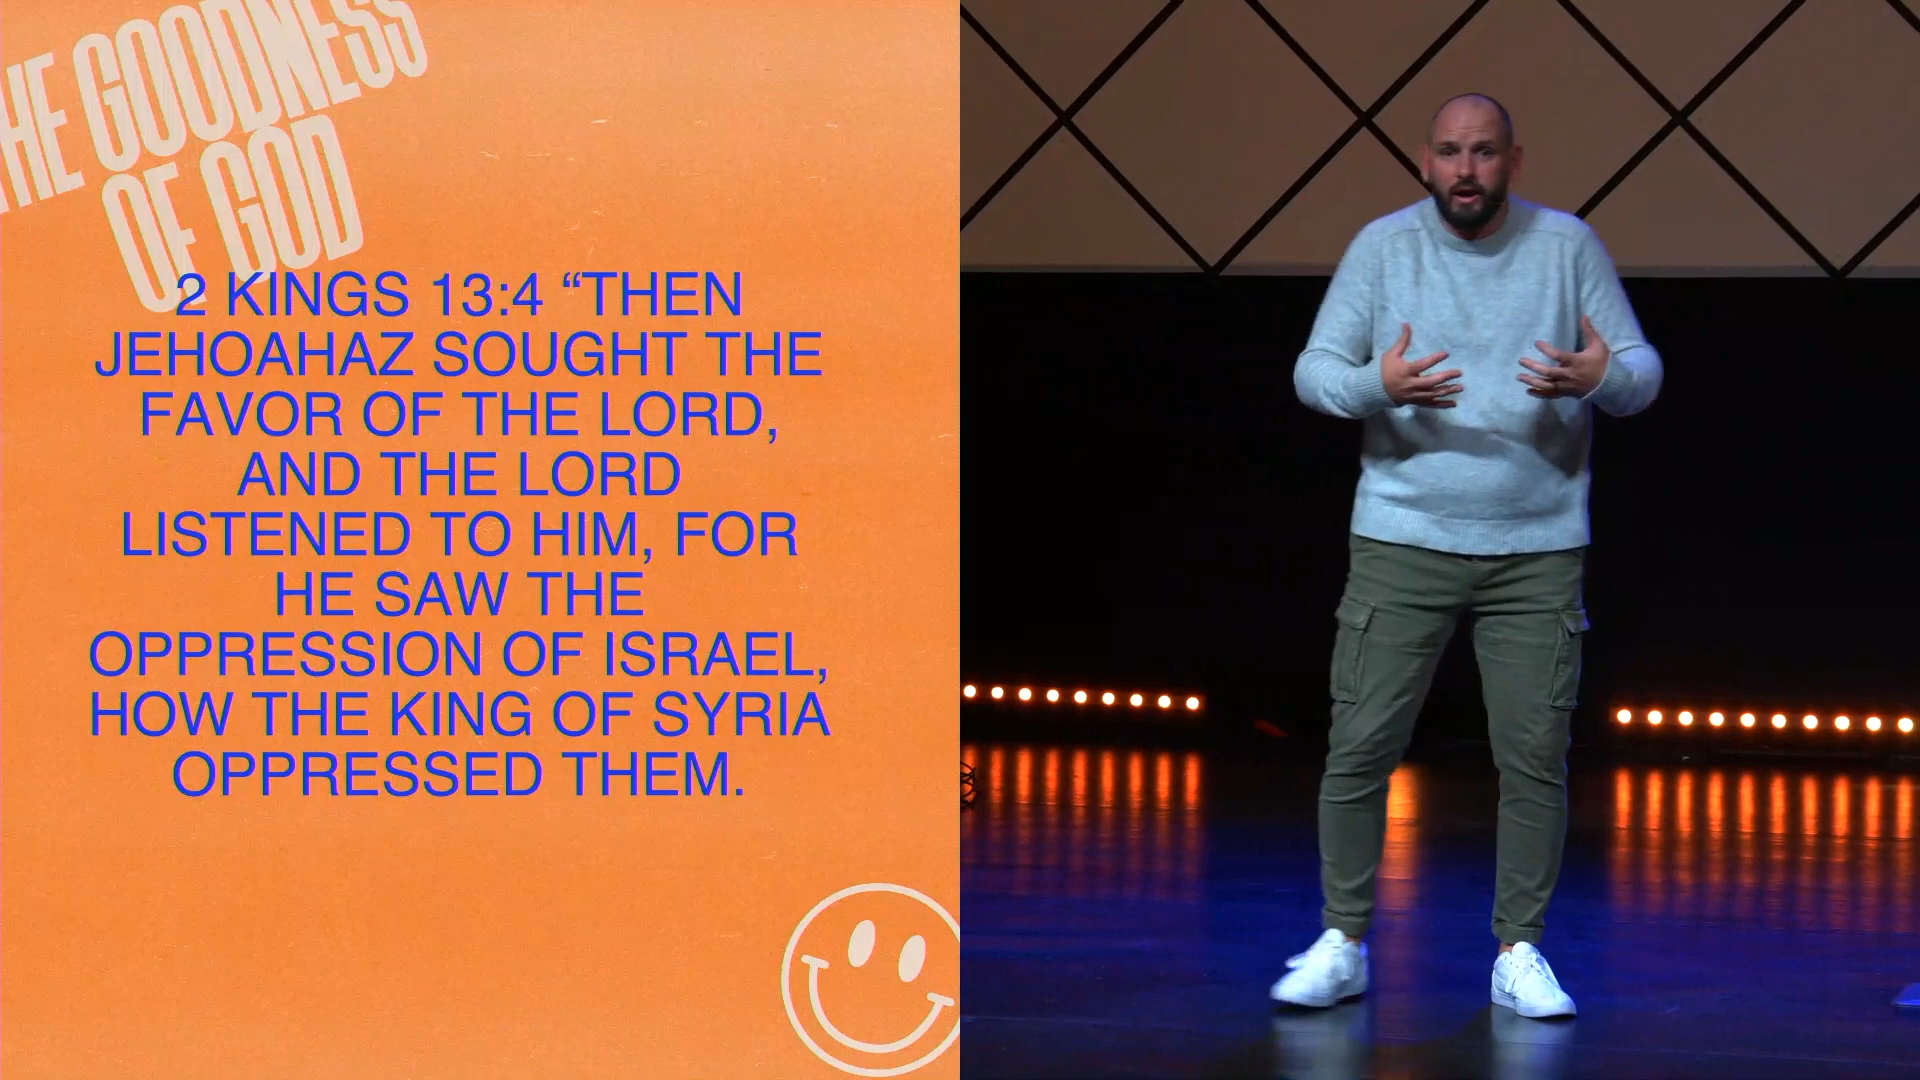 THE GOODNESS
OF GOD
2 KINGS 13:4 “THEN
JEHOAHAZ SOUGHT THE
FAVOR OF THE LORD,
AND THE LORD
LISTENED TO HIM, FOR
HE SAW THE
OPPRESSION OF ISRAEL,
HOW THE KING OF SYRIA
OPPRESSED THEM.